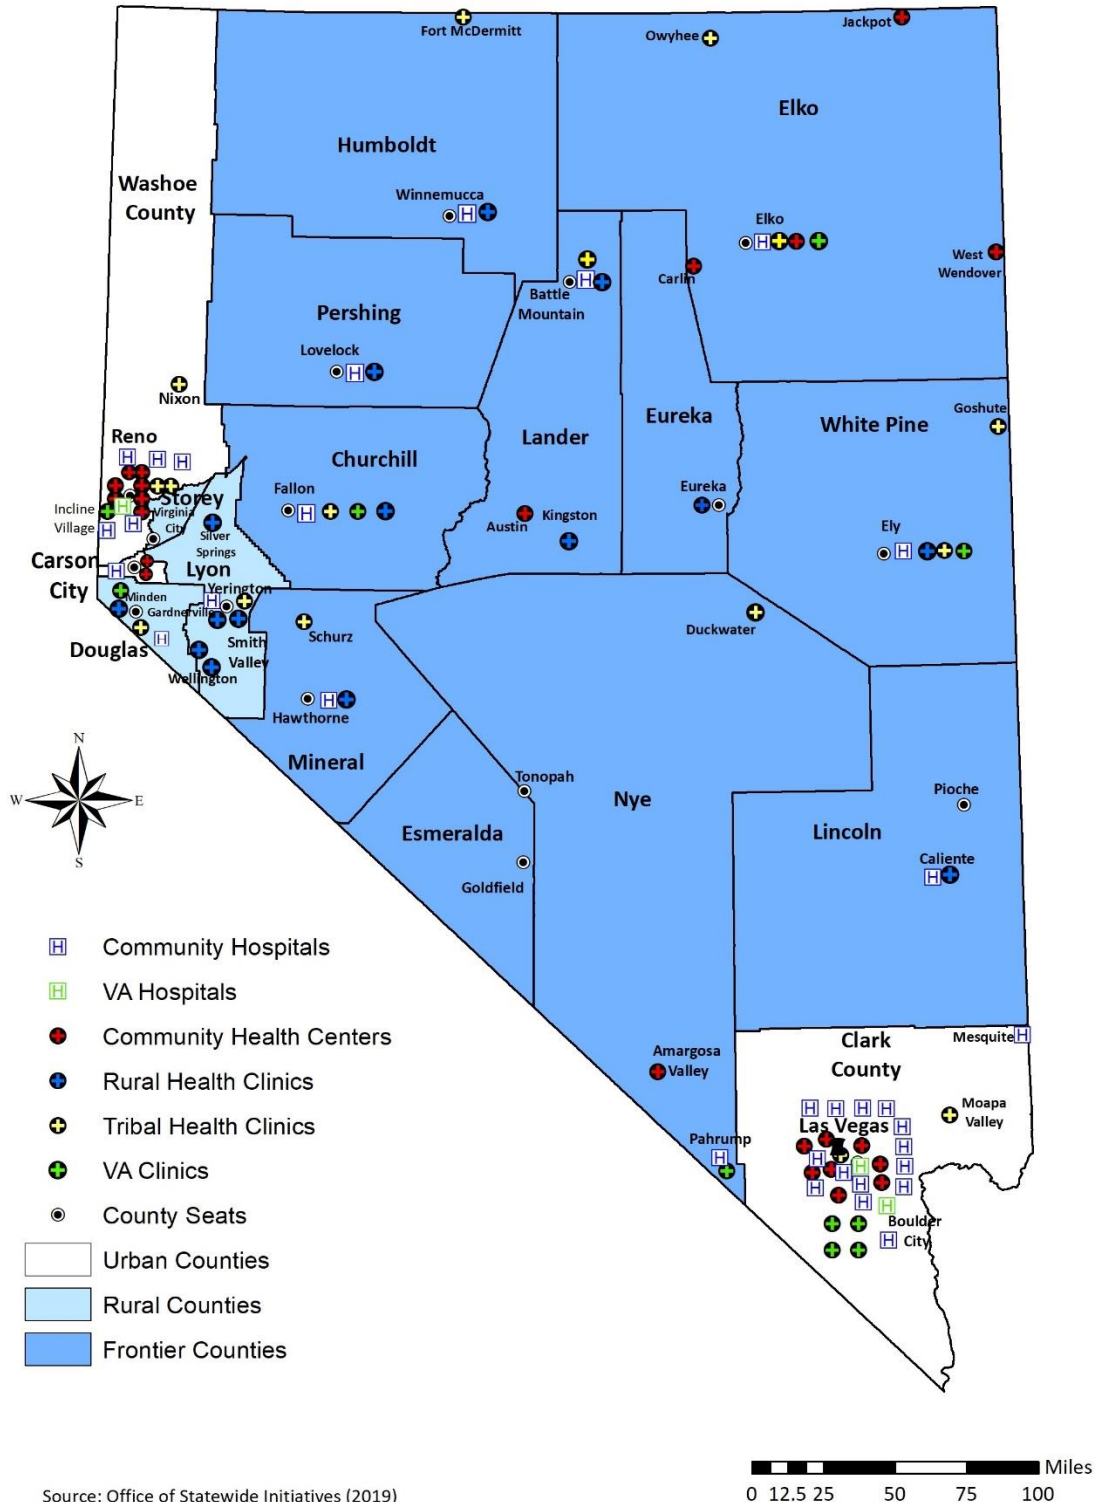 Fort McDermitt
Owyhee
Jackpot
Elko
Humboldt
Washoe
County
Winnemucca
Elko
West
Wendover
Carlin
Battle
Mountain
Pershing
Lovelock
Nixon
Reno
Eureka
White Pine
Goshute
Lander
Churchill
Fallon
Storey
Virginia
City
Incline
Village
Silver
Springs
Austin
Kingston
Eureka
Ely
Carson
City
Lyon
Yerington
Minden
Gardnerville
Smith
Valley
Douglas
Wellington
Schurz
Duckwater
Hawthorne
Mineral
N
W
E
S
Tonopah
Nye
Pioche
Esmeralda
Lincoln
Goldfield
Caliente
Community Hospitals
VA Hospitals
Community Health Centers
Rural Health Clinics
Tribal Health Clinics
VA Clinics
County Seats
Urban Counties
Rural Counties
Frontier Counties
Clark
County
Mesquite
Amargosa
Valley
Moapa
Valley
Las Vegas
Pahrump
Boulder
City
Miles
0 12.5 25 50 75 100
Source: Office of Statewide Initiatives (2019)